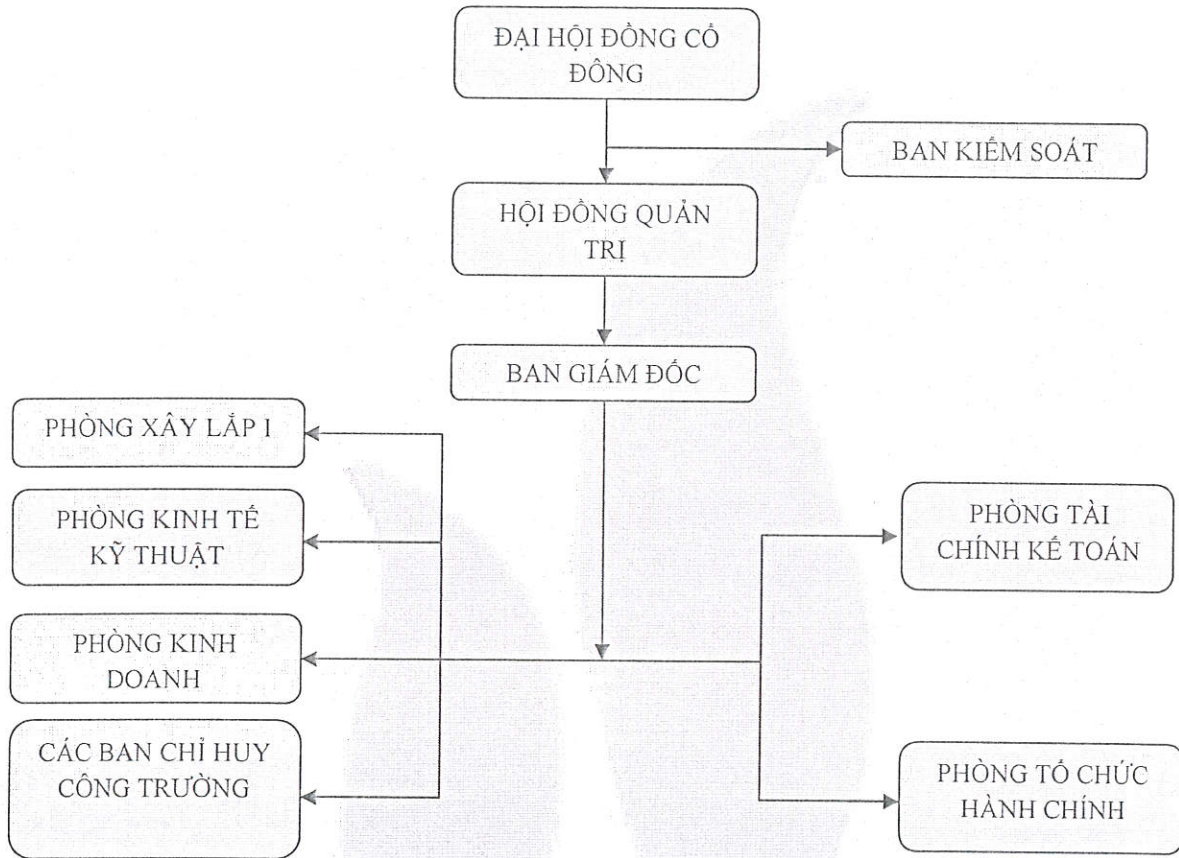 ĐẠI HỘI ĐỒNG CỔ
ĐÔNG
BAN KIỂM SOÁT
HỘI ĐỒNG QUẢN
TRỊ
BAN GIÁM ĐỐC
PHÒNG XÂY LẮP I
PHÒNG KINH TẾ
KỸ THUẬT
PHÒNG TÀI
CHÍNH KẾ TOÁN
PHÒNG KINH
DOANH
CÁC BAN CHỈ HUY
CÔNG TRƯỜNG
PHÒNG TỔ CHỨC
HÀNH CHÍNH